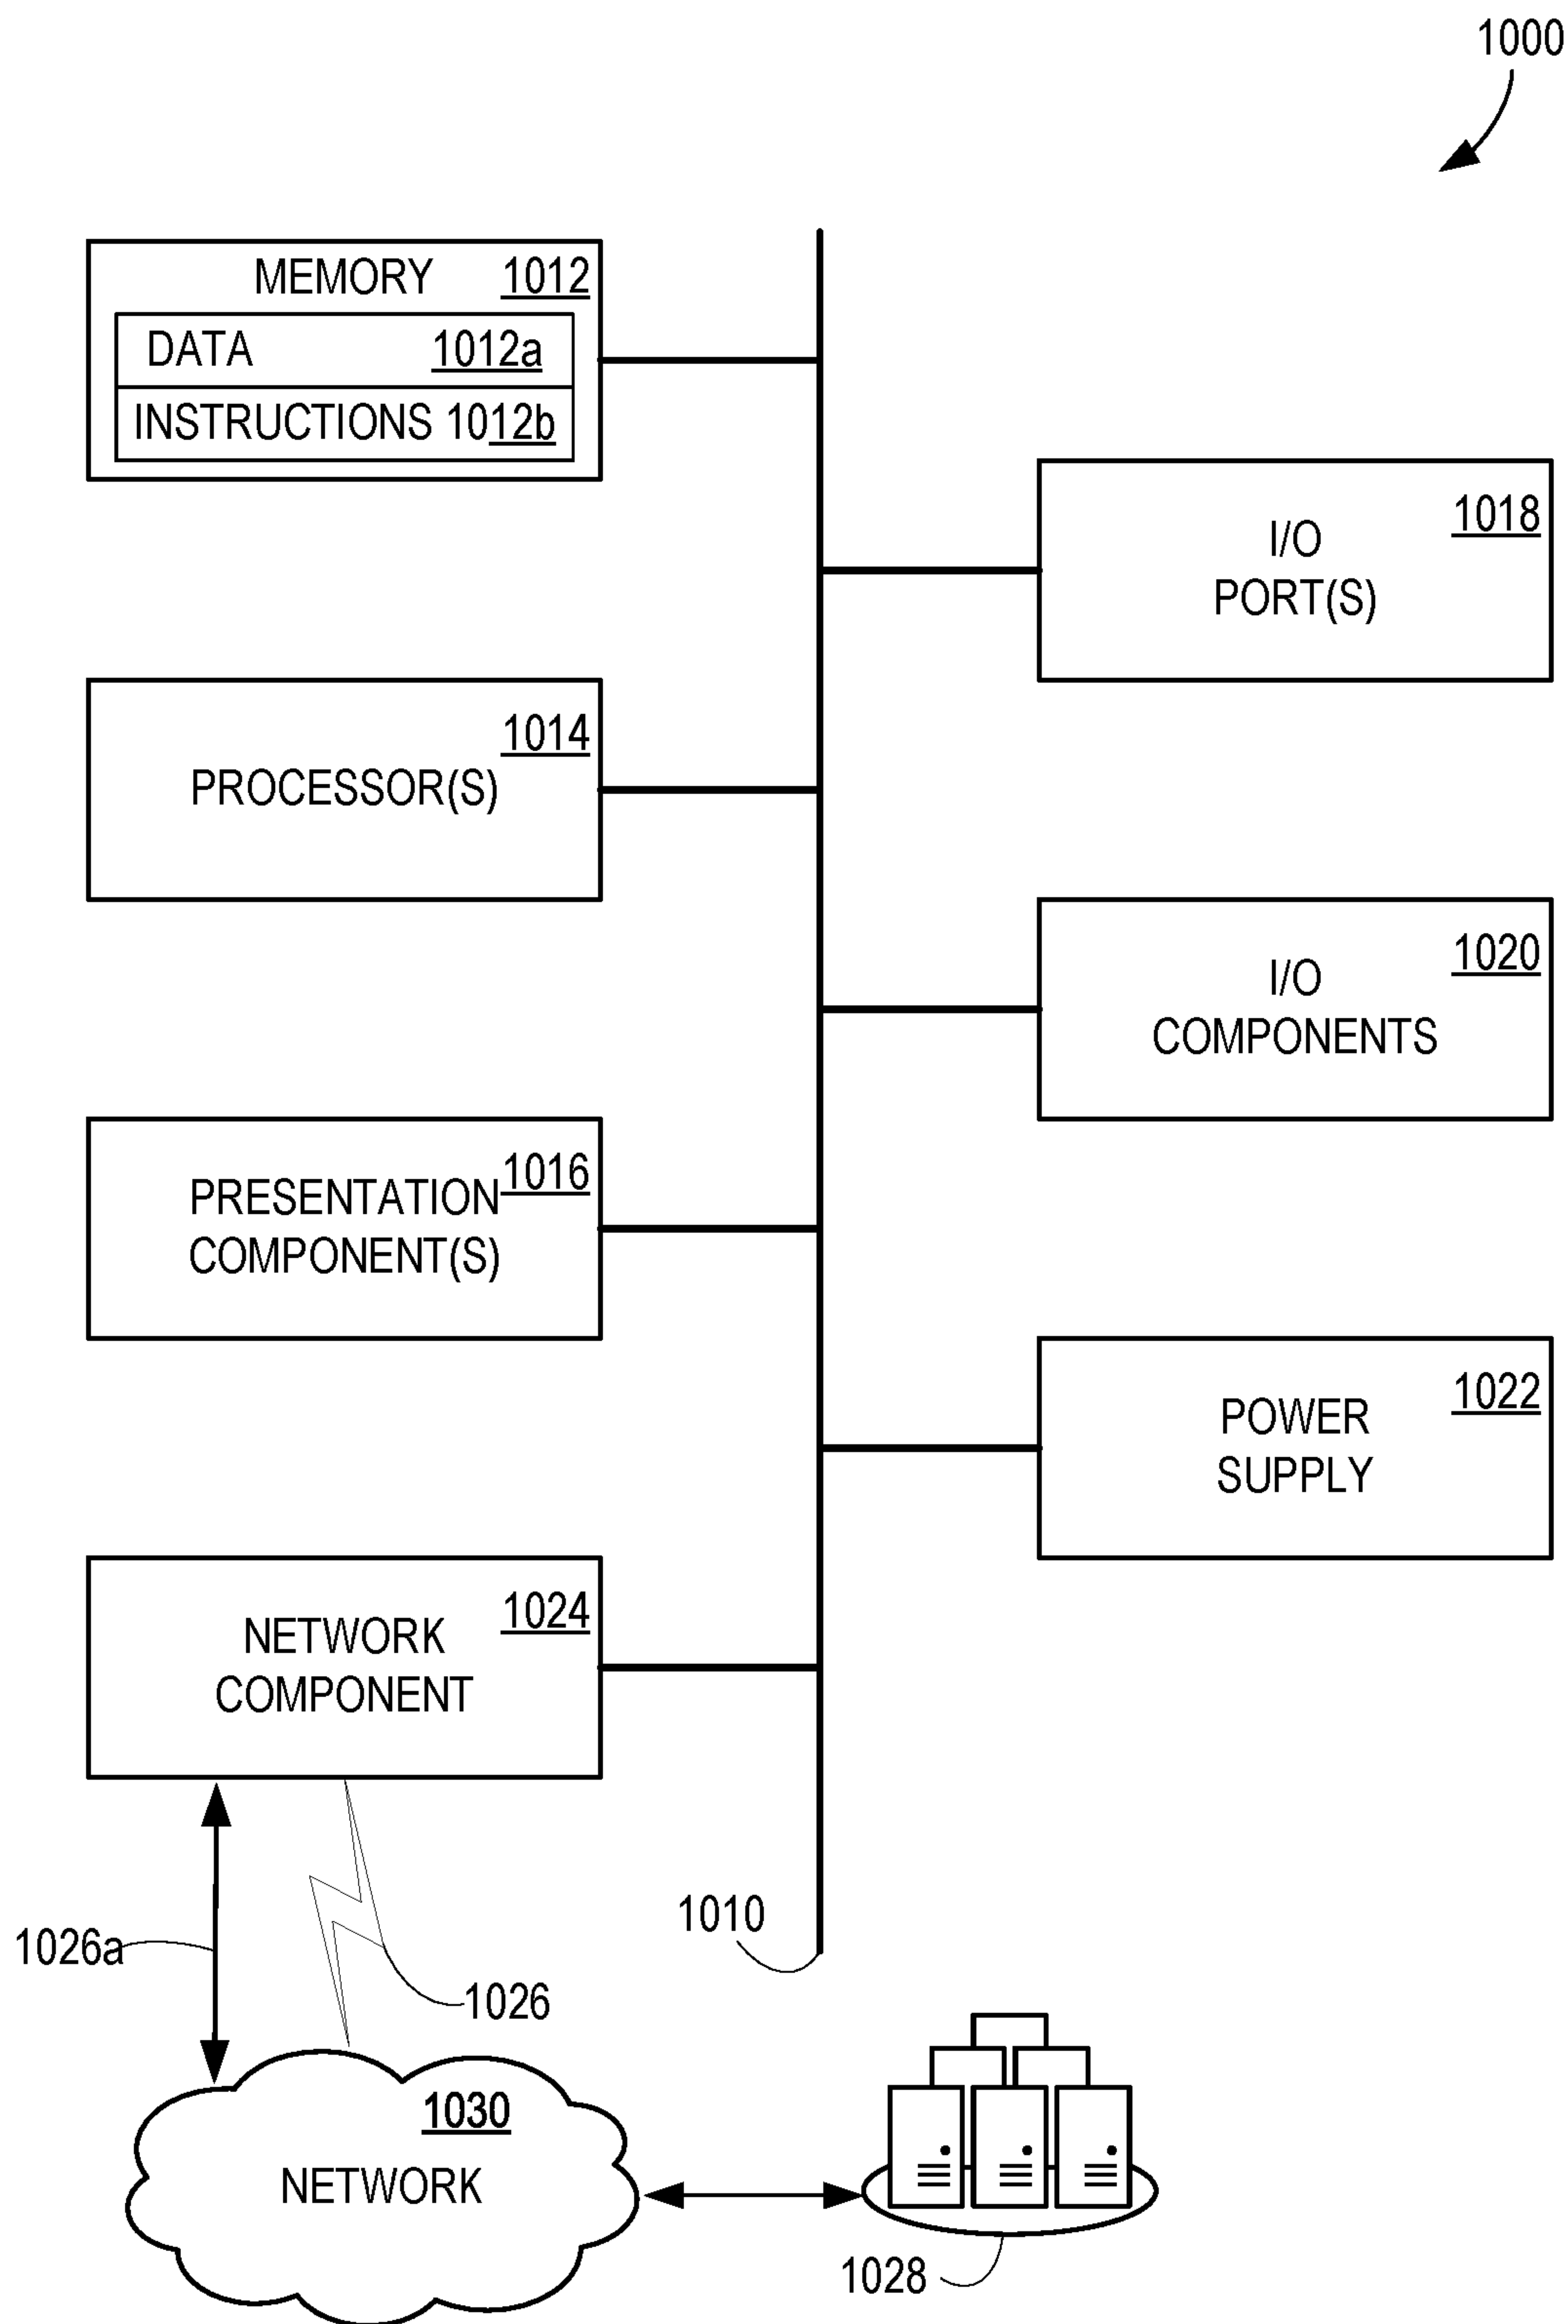 1000
MEMORY 1012
DATA 1012a
INSTRUCTIONS 1012b
1018
I/O
PORT(S)
1014
PROCESSOR(S)
1020
I/O
COMPONENTS
1016
PRESENTATION
COMPONENT(S)
1022
POWER
SUPPLY
1024
NETWORK
COMPONENT
1010
1026a
1026
1030
NETWORK
1028